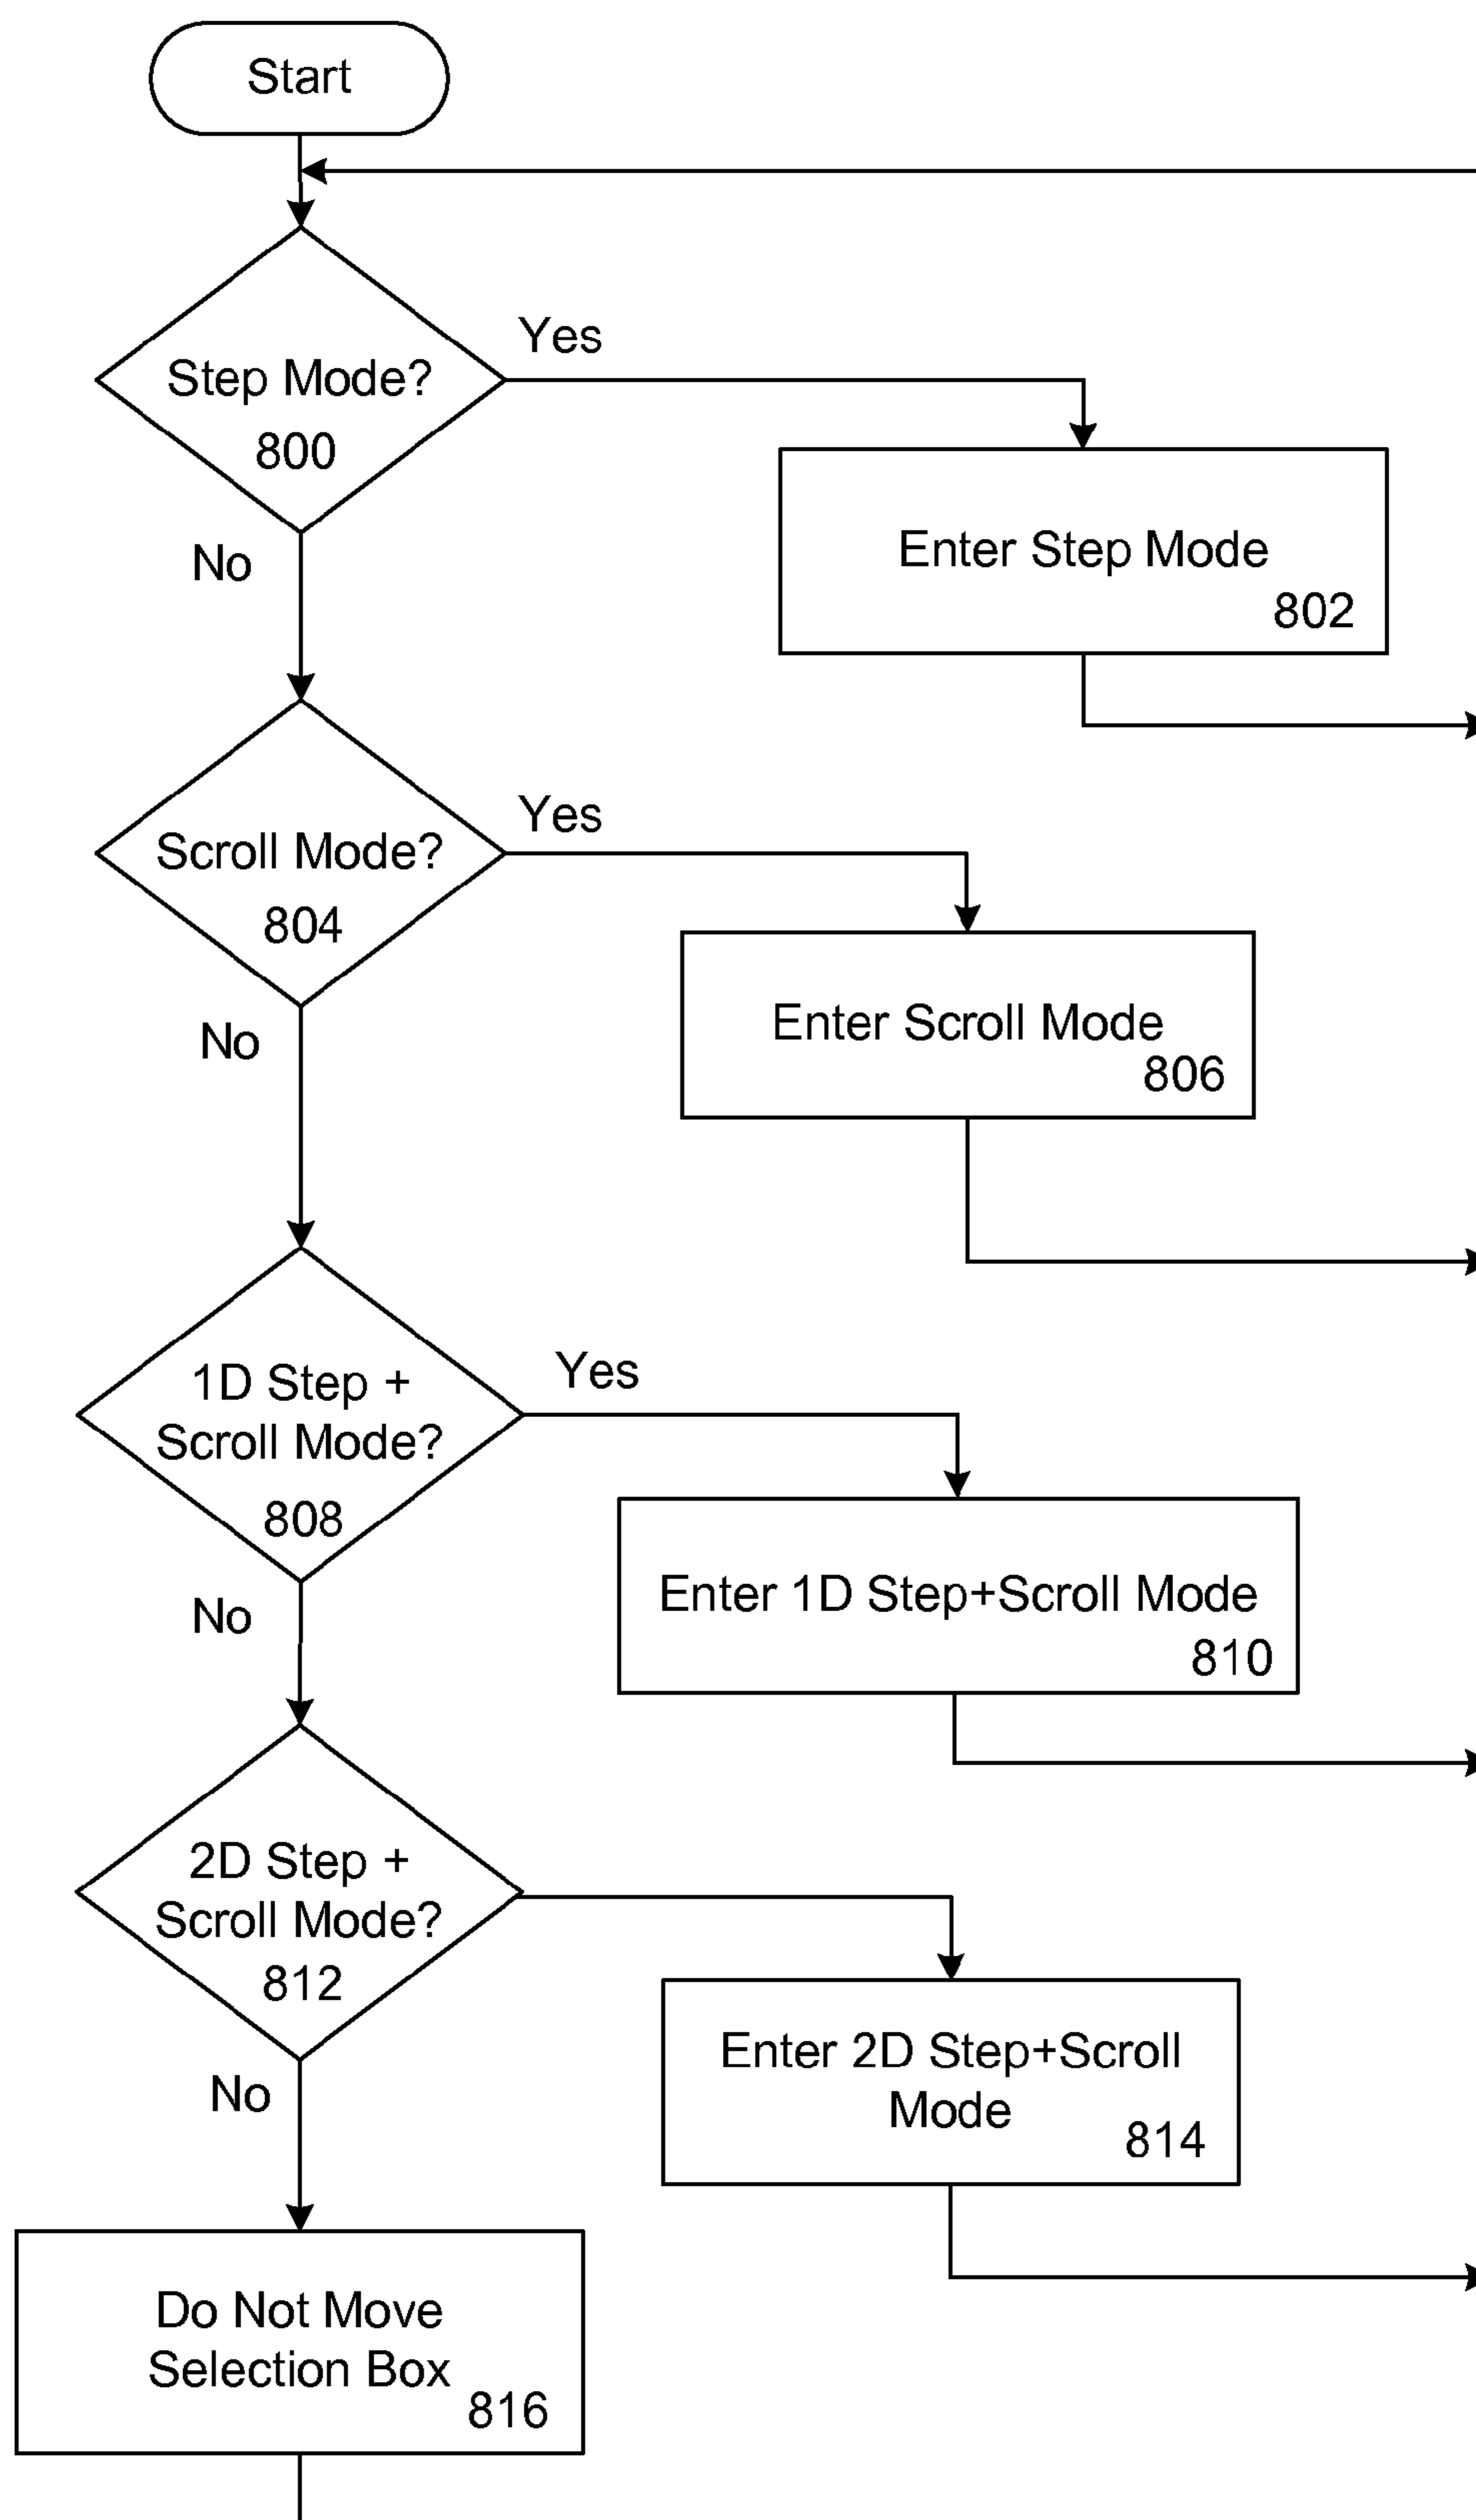 Start
Step Mode?
800
Yes
No
Enter Step Mode
802
Scroll Mode?
804
Yes
No
Enter Scroll Mode
806
1D Step +
Scroll Mode?
808
Yes
No
Enter 1D Step+Scroll Mode
810
2D Step +
Scroll Mode?
812
No
Enter 2D Step+Scroll
Mode
814
Do Not Move
Selection Box
816